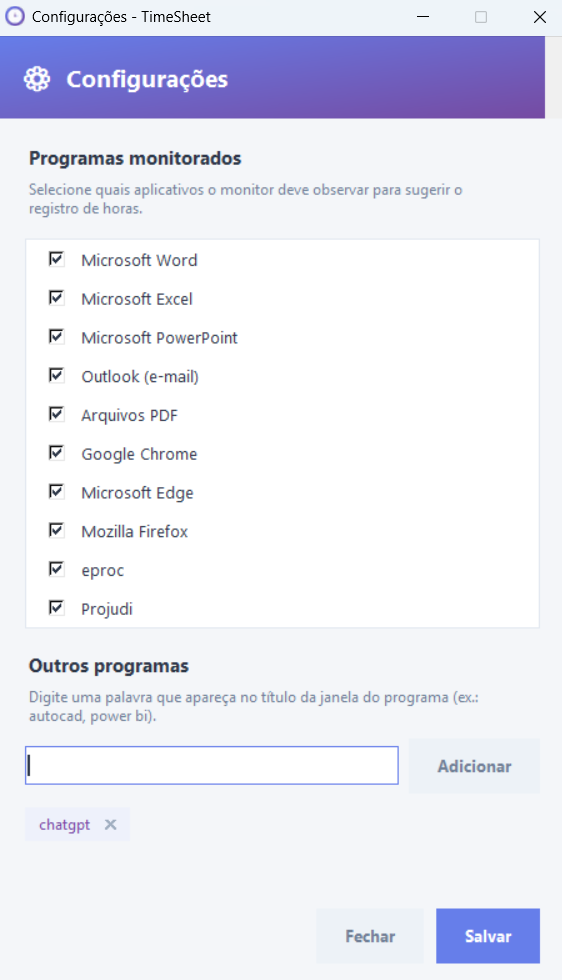 Configurações - TimeSheet
Configurações
Programas monitorados
Selecione quais aplicativos o monitor deve observar para sugerir o
registro de horas.
Microsoft Word
Microsoft Excel
Microsoft PowerPoint
Outlook (e-mail)
Arquivos PDF
Google Chrome
Microsoft Edge
Mozilla Firefox
eproc
Projudi
Outros programas
Digite uma palavra que apareça no título da janela do programa (ex.:
autocad, power bi).
Adicionar
chatgpt ✕
Fechar
Salvar